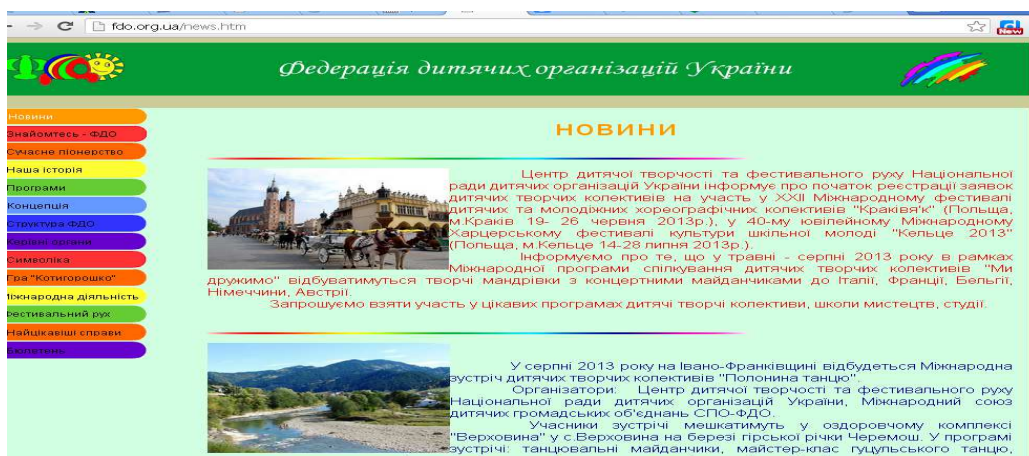 fdo.org.ua/news.htm
New
Федерація дитячих організацій України
Новини
Знайомтесь - ФДО
Сучасне піонерство
Наша історія
Програми
Концепція
Структура ФДО
Керівні органи
Символіка
Гра "Котигорошко"
Міжнародна діяльність
Фестивальний рух
Найцікавіші справи
Бюлетень
НОВИНИ
Центр дитячої творчості та фестивального руху Національної
ради дитячих організацій України інформує про початок реєстрації заявок
дитячих творчих колективів на участь у XXII Міжнародному фестивалі
дитячих та молодіжних хореографічних колективів "Краків'я'к" (Польща,
м.Краків 19- 26 червня 2013р.), у 40-му ювілейному Міжнародному
Харцерському фестивалі культури шкільної молоді "Кельце 2013"
(Польща, м.Кельце 14-28 липня 2013р.).
Інформуємо про те, що у травні - серпні 2013 року в рамках
Міжнародної програми спілкування дитячих творчих колективів "Ми
дружимо" відбуватимуться творчі мандрівки з концертними майданчиками до Італії, Франції, Бельгії,
Німеччини, Австрії.
Запрошуємо взяти участь у цікавих програмах дитячі творчі колективи, школи мистецтв, студії.
У серпні 2013 року на Івано-Франківщині відбудеться Міжнародна
зустріч дитячих творчих колективів "Полонина танцю".
Організатори: Центр дитячої творчості та фестивального руху
Національної ради дитячих організацій України, Міжнародний союз
дитячих громадських об'єднань СПО-ФДО.
Учасники зустрічі мешкатимуть у оздоровчому комплексі
"Верховина" у с.Верховина на березі гірської річки Черемош. У програмі
зустрічі: танцювальні майданчики, майстер-клас гуцульського танцю,